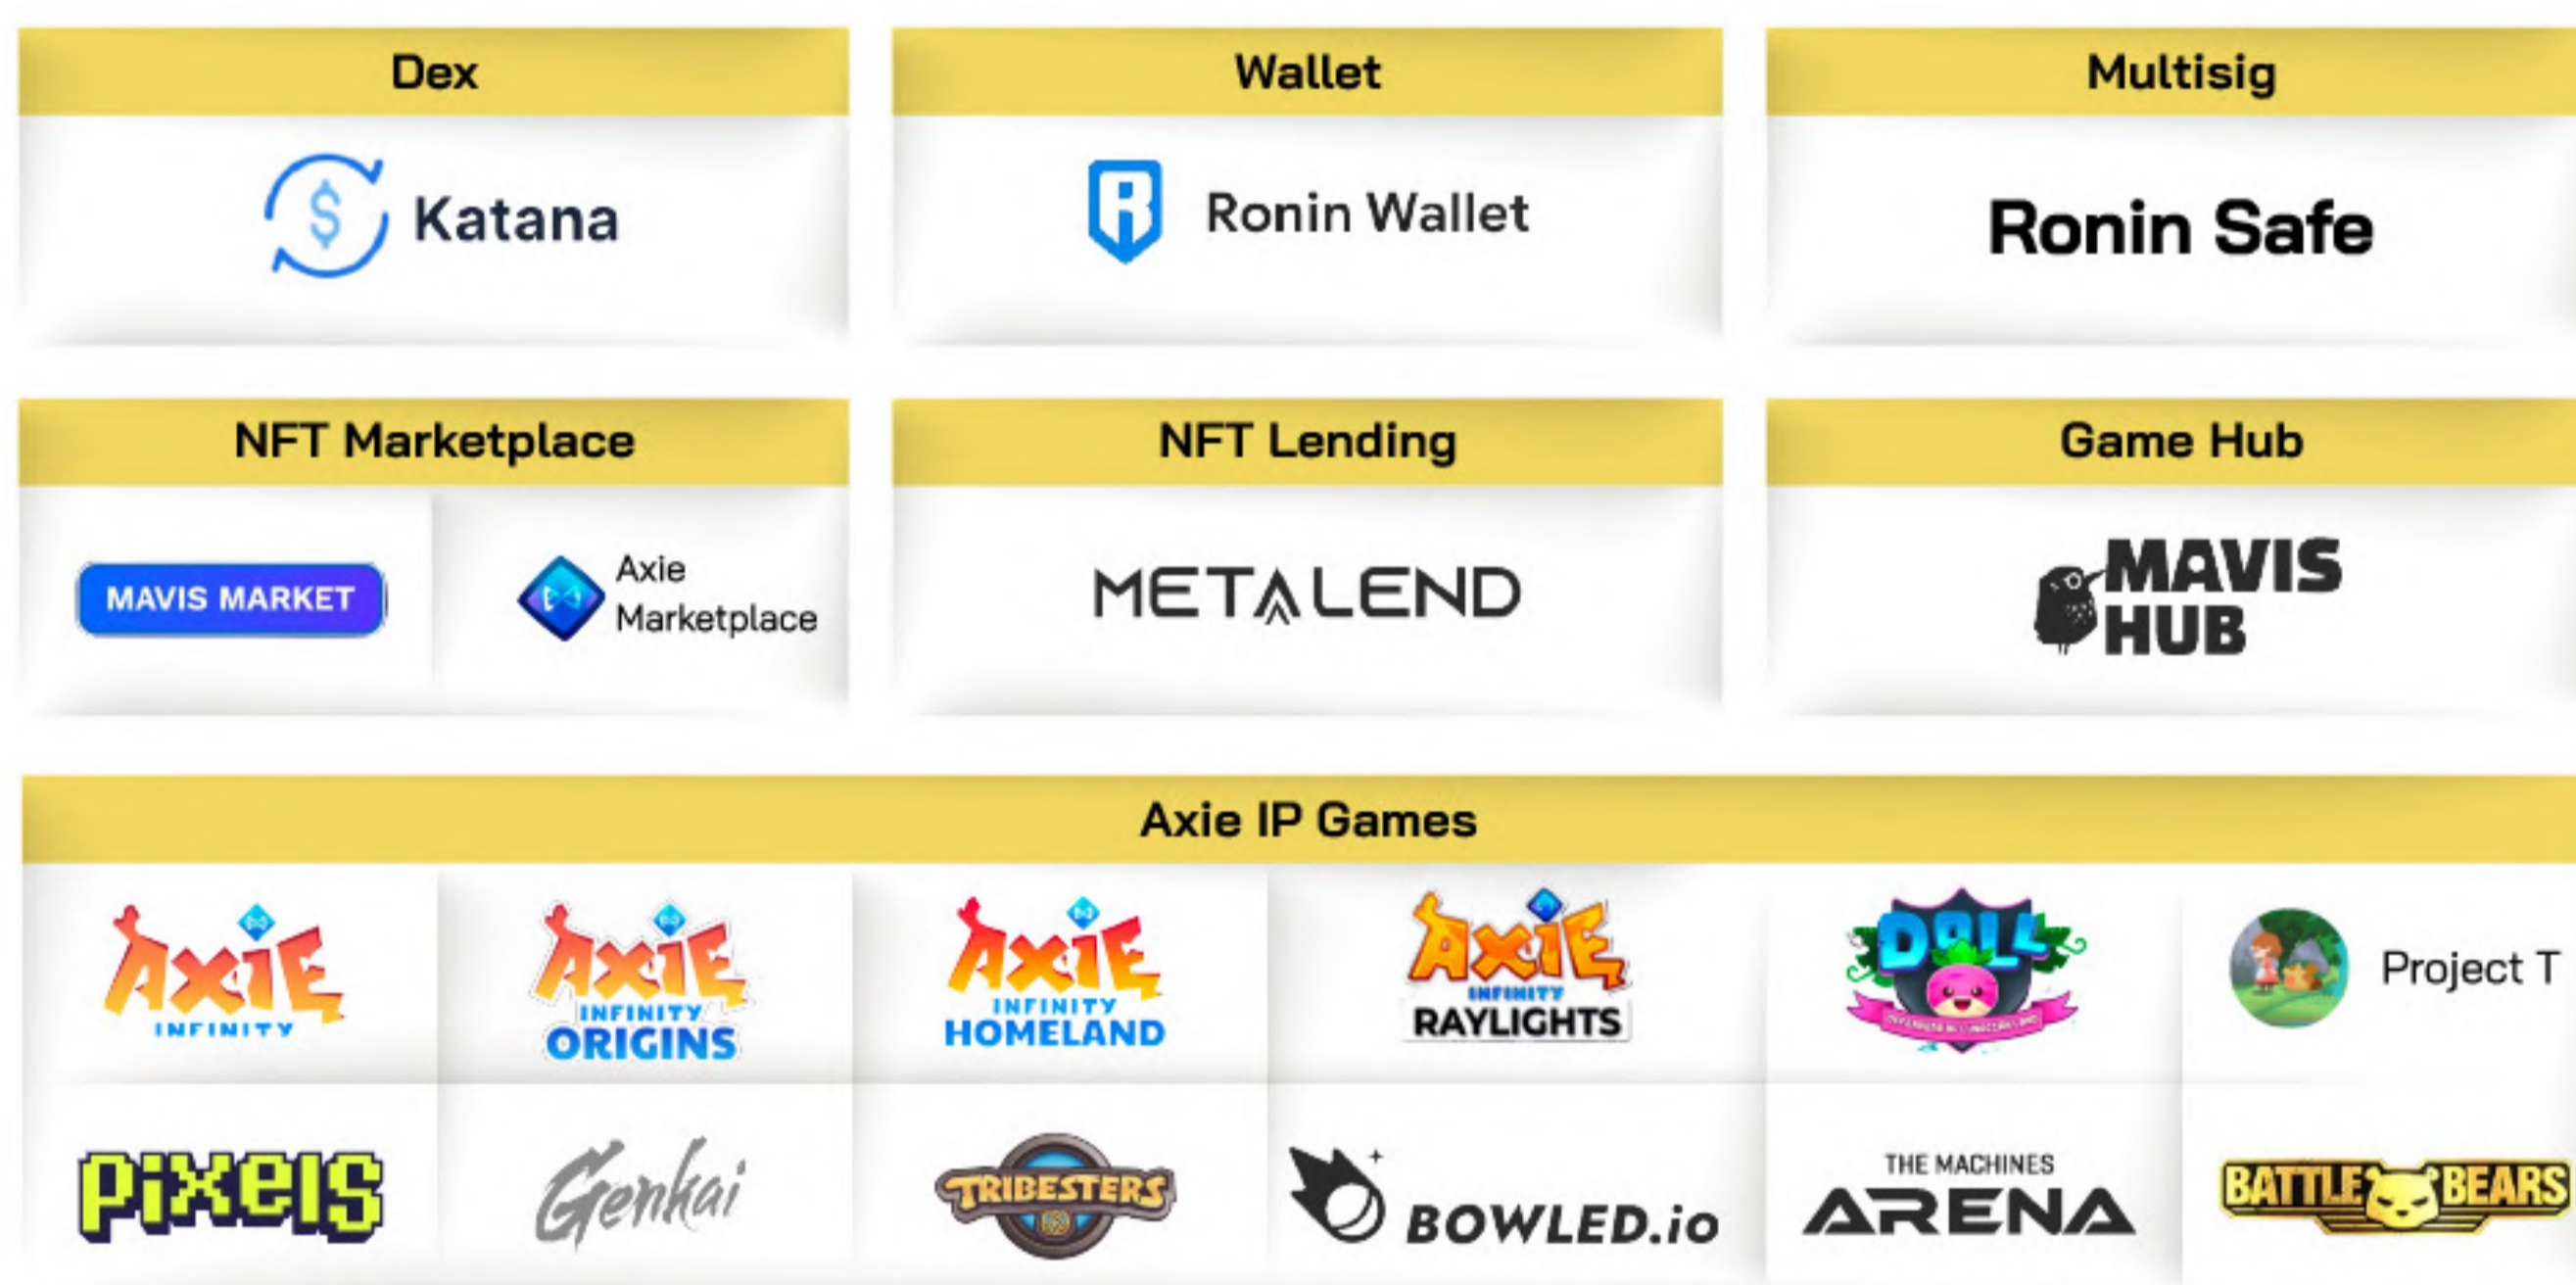 Dex
Wallet
Multisig
Katana
Ronin Wallet
Ronin Safe
NFT Marketplace
NFT Lending
Game Hub
MAVIS MARKET
Axie
Marketplace
METALEND
MAVIS
HUB
Axie IP Games
AXIE
INFINITY
AXIE
INFINITY
ORIGINS
AXIE
INFINITY
HOMELAND
AXIE
INFINITY
RAYLIGHTS
DOLL
Project T
pixels
Genkai
TRIBESTERS
BOWLED.io
THE MACHINES
ARENA
BATTLE BEARS